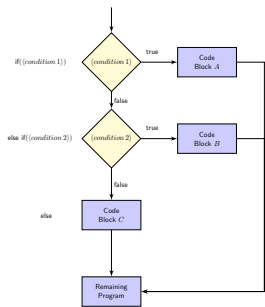 true
if(⟨condition 1⟩) ⟨condition 1⟩ Code
Block A
false
true
else if(⟨condition 2⟩) ⟨condition 2⟩ Code
Block B
false
else Code
Block C
Remaining
Program